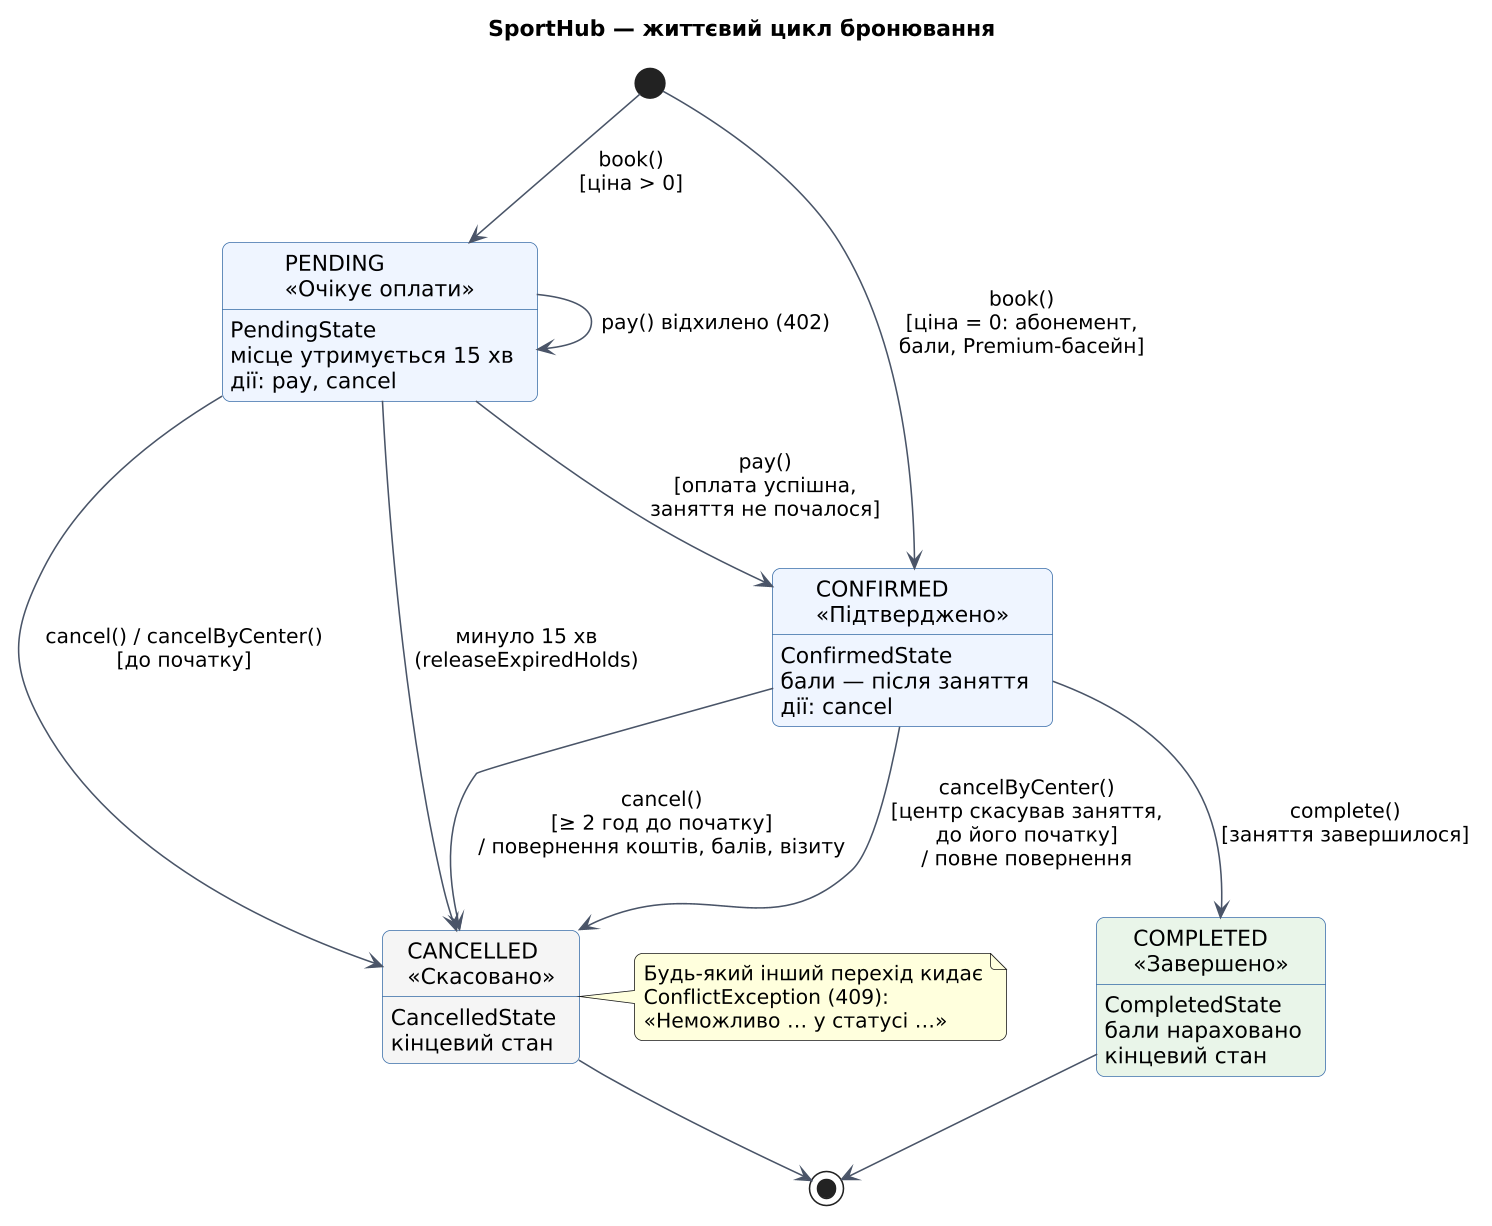 SportHub — життєвий цикл бронювання
book()
[ціна > 0]
PENDING
«Очікує оплати»
PendingState
місце утримується 15 хв
дії: pay, cancel
pay() відхилено (402)
book()
[ціна = 0: абонемент,
бали, Premium-басейн]
pay()
[оплата успішна,
заняття не почалося]
CONFIRMED
«Підтверджено»
ConfirmedState
бали — після заняття
дії: cancel
cancel() / cancelByCenter()
[до початку]
минуло 15 хв
(releaseExpiredHolds)
cancel()
[≥ 2 год до початку]
/ повернення коштів, балів, візиту
cancelByCenter()
[центр скасував заняття,
до його початку]
/ повне повернення
complete()
[заняття завершилося]
CANCELLED
«Скасовано»
CancelledState
кінцевий стан
Будь-який інший перехід кидає
ConflictException (409):
«Неможливо … у статусі …»
COMPLETED
«Завершено»
CompletedState
бали нараховано
кінцевий стан